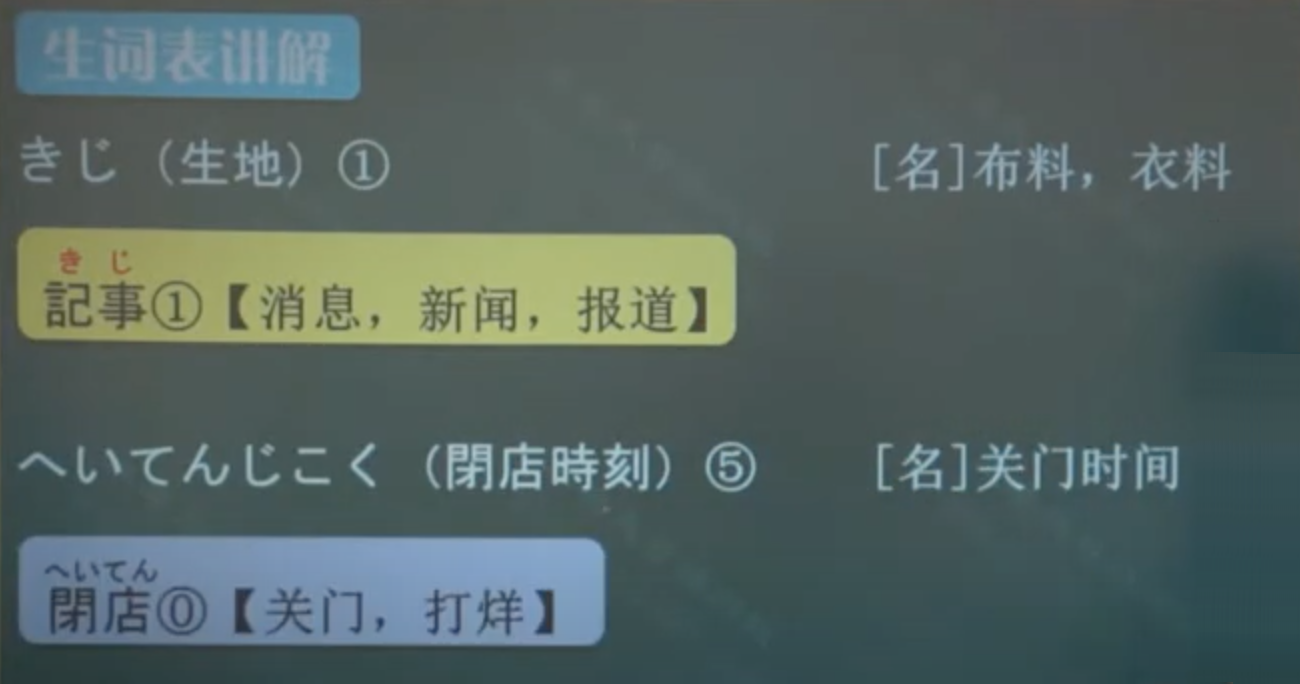 生词表讲解
きじ（生地）① [名]布料，衣料
きじ
記事①【消息，新闻，报道】
へいてんじこく（閉店時刻）⑤ [名]关门时间
へいてん
閉店⓪【关门，打烊】